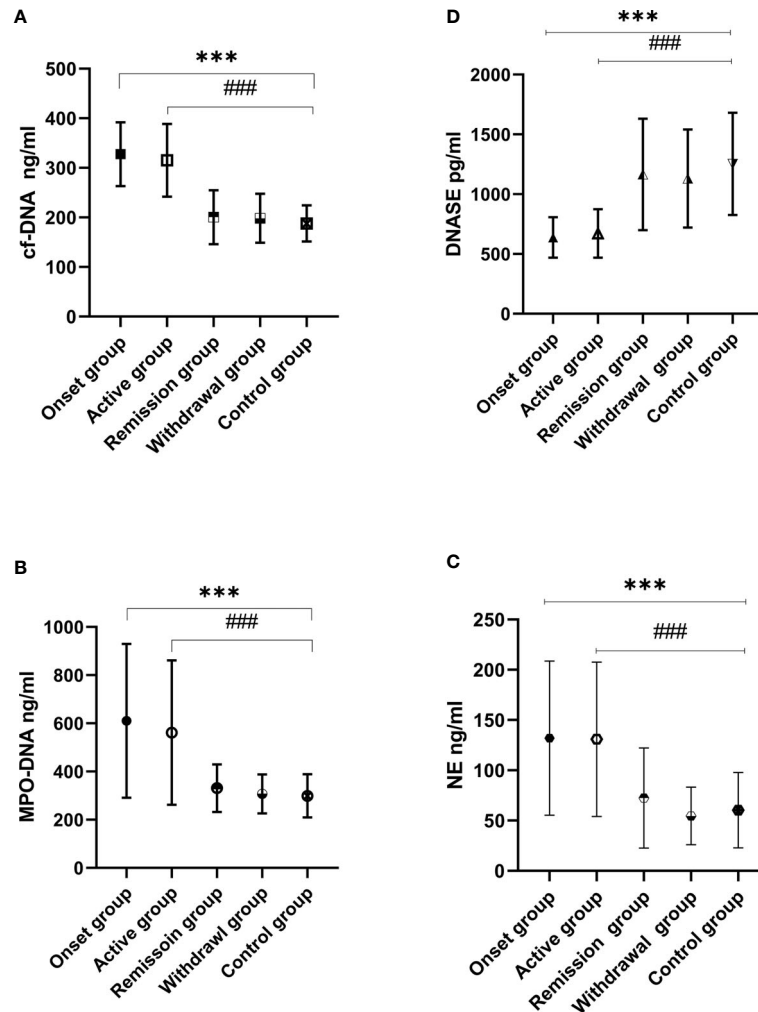 A
***
###
cf-DNA ng/ml
500
400
300
200
100
0
Onset group
Active group
Remission group
Withdrawal group
Control group
D
***
###
DNASE pg/ml
2000
1500
1000
500
0
Onset group
Active group
Remission group
Withdrawal group
Control group
B
***
###
MPO-DNA ng/ml
1000
800
600
400
200
0
Onset group
Active group
Remissoin group
Withdrawl group
Control group
C
***
###
NE ng/ml
250
200
150
100
50
0
Onset group
Active group
Remission group
Withdrawal group
Control group